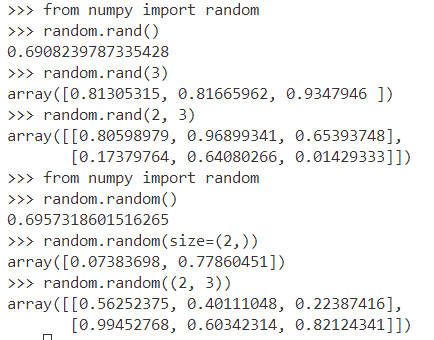 >>> from numpy import random
>>> random.rand()
0.6908239787335428
>>> random.rand(3)
array([0.81305315, 0.81665962, 0.9347946 ])
>>> random.rand(2, 3)
array([[0.80598979, 0.96899341, 0.65393748],
       [0.17379764, 0.64080266, 0.01429333]])
>>> from numpy import random
>>> random.random()
0.6957318601516265
>>> random.random(size=(2,))
array([0.07383698, 0.77860451])
>>> random.random((2, 3))
array([[0.56252375, 0.40111048, 0.22387416],
       [0.99452768, 0.60342314, 0.82124341]])